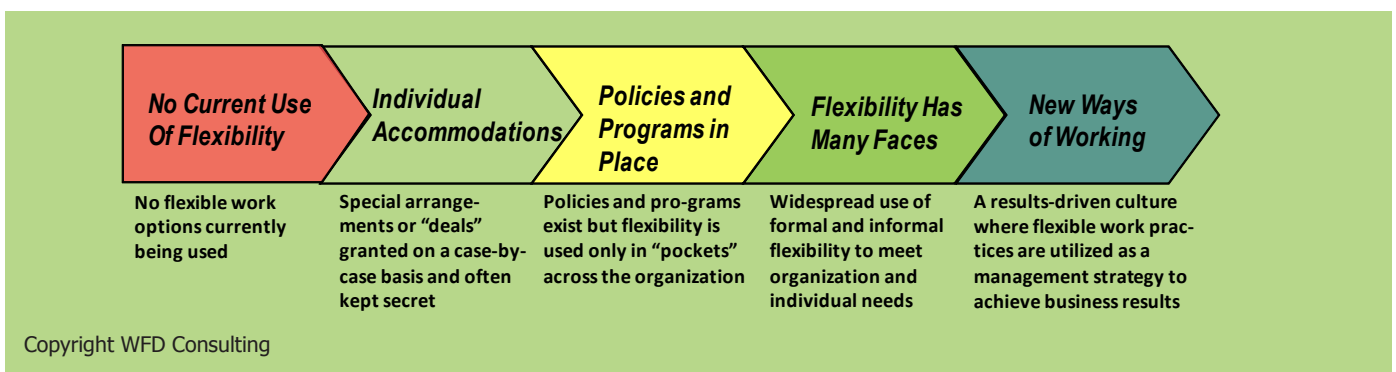 No Current Use
Of Flexibility
Individual
Accommodations
Policies and
Programs in
Place
Flexibility Has
Many Faces
New Ways
of Working
No flexible work
options currently
being used
Special arrange-
ments or “deals”
granted on a case-by-
case basis and often
kept secret
Policies and pro-grams
exist but flexibility is
used only in “pockets”
across the organization
Widespread use of
formal and informal
flexibility to meet
organization and
individual needs
A results-driven culture
where flexible work prac-
tices are utilized as a
management strategy to
achieve business results
Copyright WFD Consulting